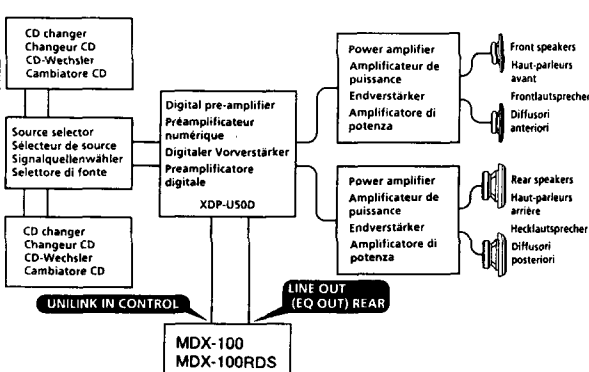 CD changer
Changeur CD
CD-Wechsler
Cambiatore CD
Source selector
Sélecteur de source
Signalquellenwähler
Selettore di fonte
CD changer
Changeur CD
CD-Wechsler
Cambiatore CD
Digital pre-amplifier
Préamplificateur
numérique
Digitaler Vorverstärker
Preamplificatore
digitale
XDP-U50D
Power amplifier
Amplificateur de
puissance
Endverstärker
Amplificatore di
potenza
Front speakers
Haut-parleurs
avant
Frontlautsprecher
Diffusori
anteriori
Power amplifier
Amplificateur de
puissance
Endverstärker
Amplificatore di
potenza
Rear speakers
Haut-parleurs
arrière
Hecklautsprecher
Diffusori
posteriori
UNILINK IN CONTROL
LINE OUT
(EQ OUT) REAR
MDX-100
MDX-100RDS